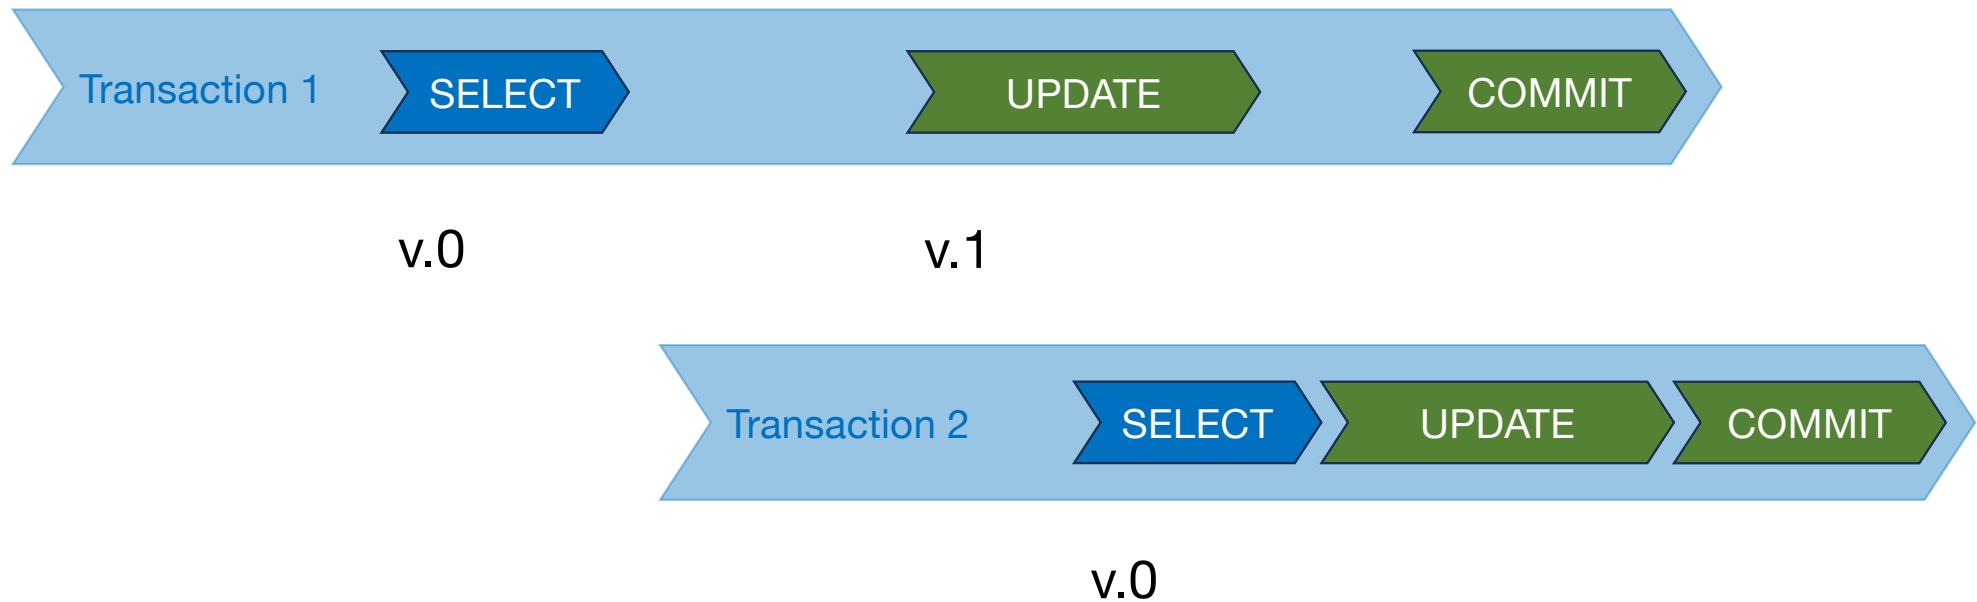 Transaction 1 SELECT UPDATE COMMIT
v.0 v.1
Transaction 2 SELECT UPDATE COMMIT
v.0